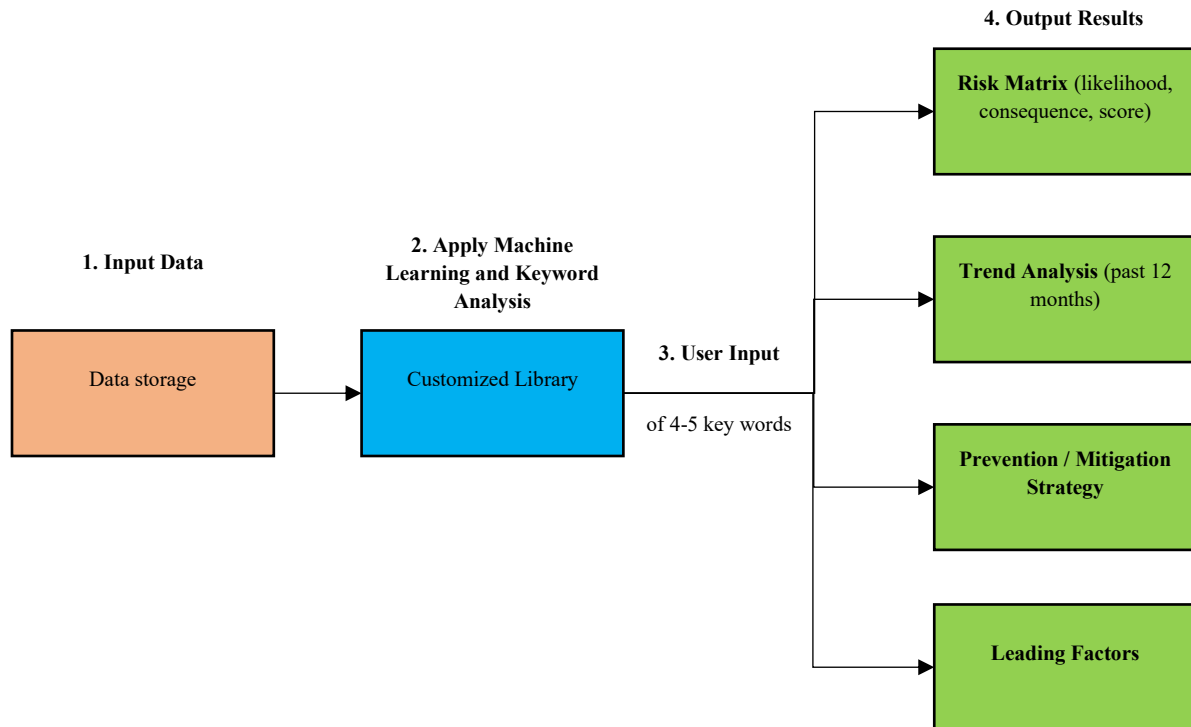 1. Input Data
Data storage
2. Apply Machine
Learning and Keyword
Analysis
Customized Library
3. User Input
of 4-5 key words
4. Output Results
Risk Matrix (likelihood,
consequence, score)
Trend Analysis (past 12
months)
Prevention / Mitigation
Strategy
Leading Factors